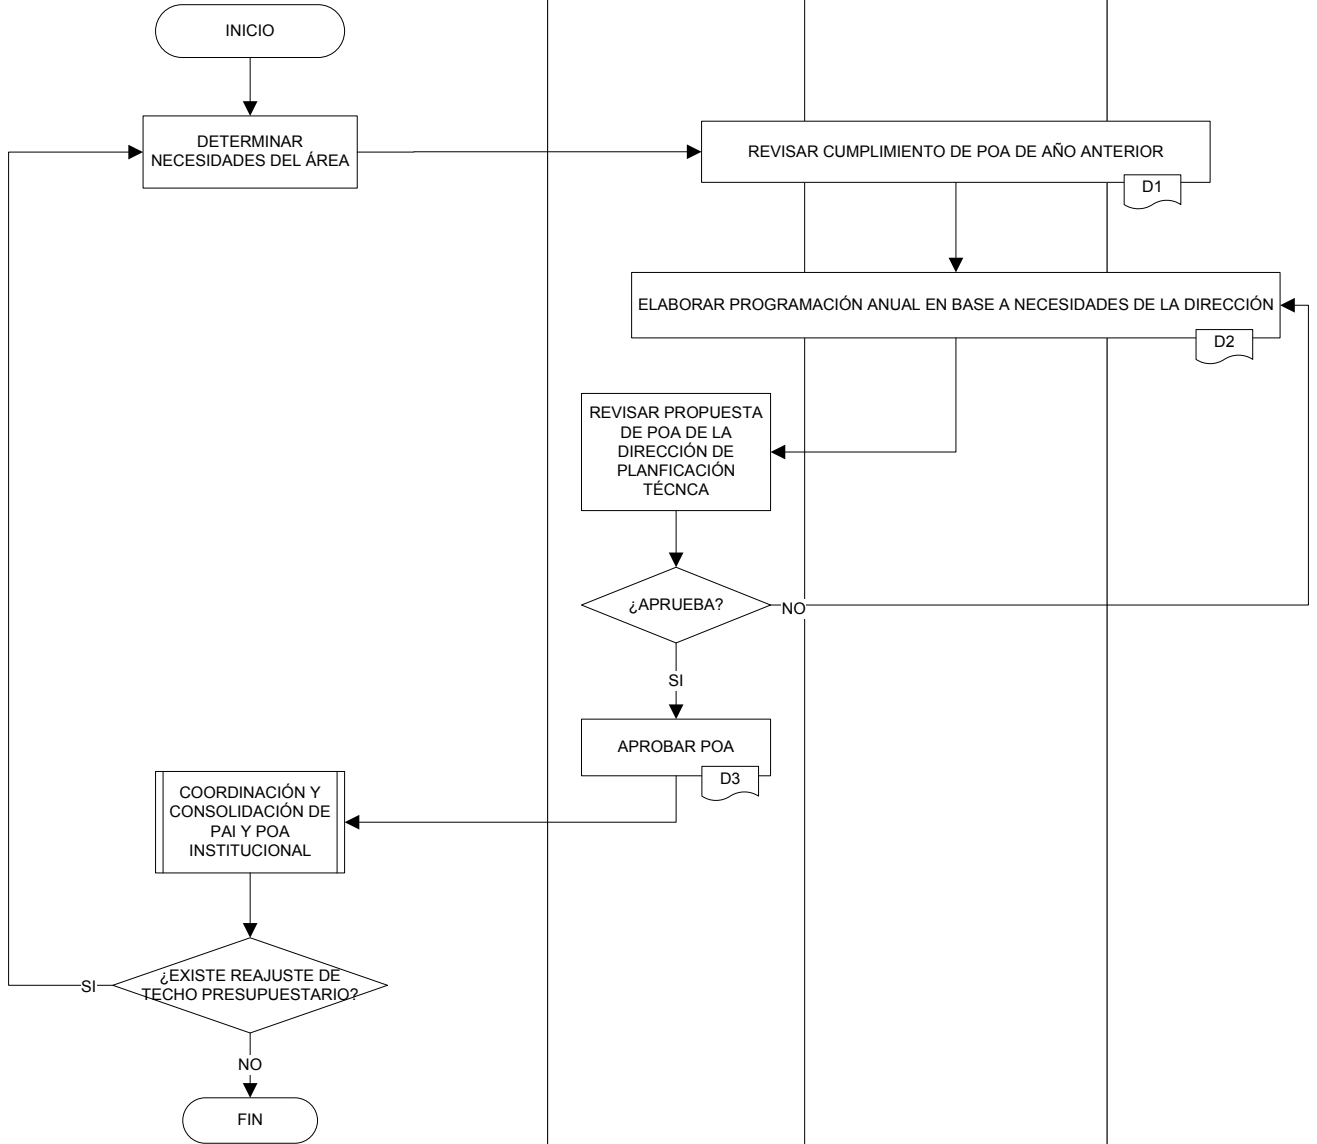 INICIO
DETERMINAR
NECESIDADES DEL ÁREA
REVISAR CUMPLIMIENTO DE POA DE AÑO ANTERIOR
D1
ELABORAR PROGRAMACIÓN ANUAL EN BASE A NECESIDADES DE LA DIRECCIÓN
D2
REVISAR PROPUESTA
DE POA DE LA
DIRECCIÓN DE
PLANFICACIÓN
TÉCNCA
¿APRUEBA?
NO
SI
APROBAR POA
D3
COORDINACIÓN Y
CONSOLIDACIÓN DE
PAI Y POA
INSTITUCIONAL
¿EXISTE REAJUSTE DE
TECHO PRESUPUESTARIO?
SI
NO
FIN